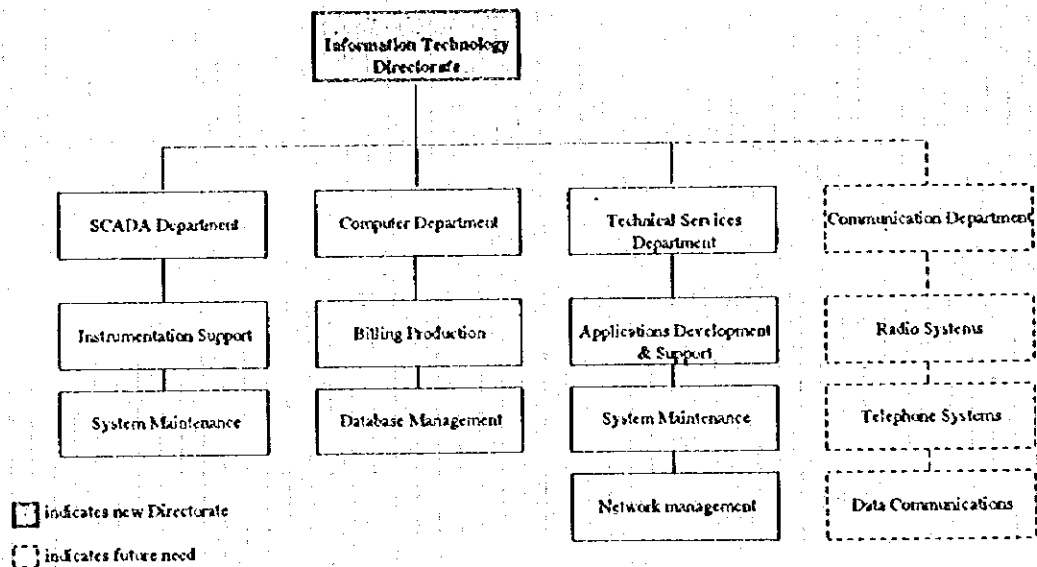 Information Technology
Directorate
SCADA Department
Computer Department
Technical Services
Department
Communication Department
Instrumentation Support
Billing Production
Applications Development
& Support
Radio Systems
System Maintenance
Database Management
System Maintenance
Telephone Systems
Network management
Data Communications
indicates new Directorate
indicates future need